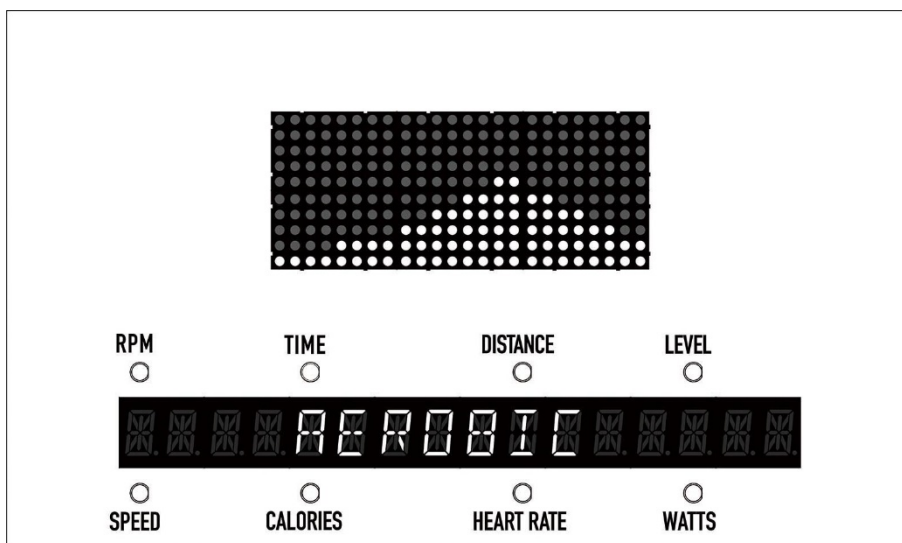 RPM TIME DISTANCE LEVEL
AEROBIC
SPEED CALORIES HEART RATE WATTS